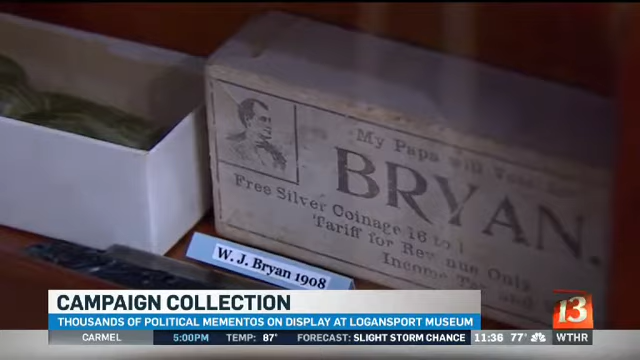 My Papa will Vote for
BRYAN.
Free Silver Coinage 16 to 1
Tariff for Revenue Only
Income Tax and
W. J. Bryan 1908
CAMPAIGN COLLECTION
THOUSANDS OF POLITICAL MEMENTOS ON DISPLAY AT LOGANSPORT MUSEUM
13
CARMEL 5:00PM TEMP: 87° FORECAST: SLIGHT STORM CHANCE 11:36 77° WTHR